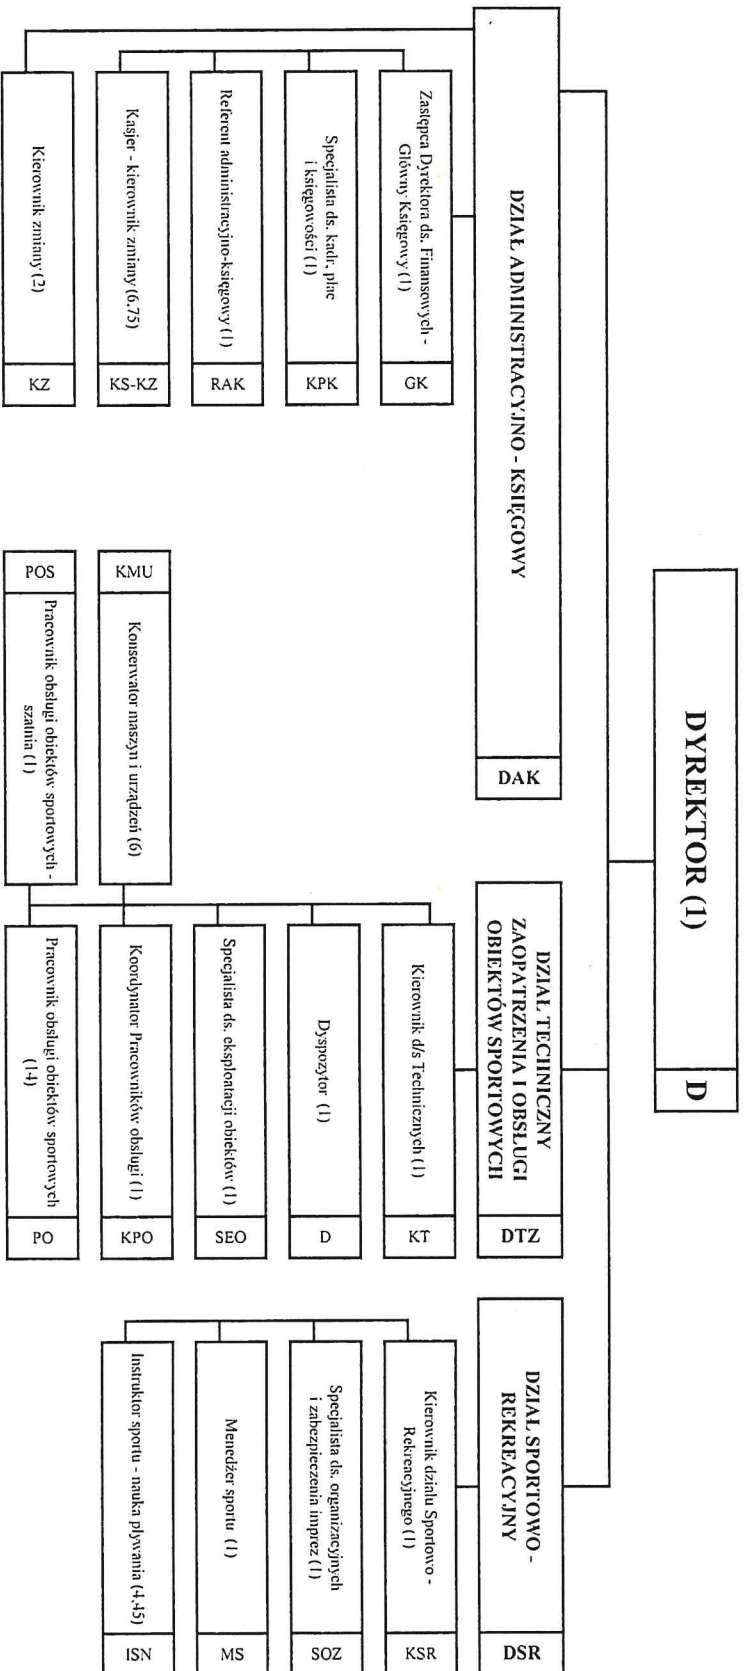 DYREKTOR (1)
D
DZIAŁ ADMINISTRACYJNO - KSIĘGOWY
DAK
Zastępca Dyrektora ds. Finansowych -
Główny Księgowy (1)
GK
Specjalista ds. kadr, płac
i księgowości (1)
KPK
Referent administracyjno-księgowy (1)
RAK
Kasjer - kierownik zmiany (6,75)
KS-KZ
Kierownik zmiany (2)
KZ
DZIAŁ TECHNICZNY
ZAOPATRZENIA I OBSŁUGI
OBIEKTÓW SPORTOWYCH
DTZ
Kierownik d/s Technicznych (1)
KT
Dyspozytor (1)
D
Specjalista ds. eksploatacji obiektów (1)
SEO
KMU
Konserwator maszyn i urządzeń (6)
Koordynator Pracowników obsługi (1)
KPO
POS
Pracownik obsługi obiektów sportowych -
szatnia (1)
Pracownik obsługi obiektów sportowych
(14)
PO
DZIAŁ SPORTOWO -
REKREACYJNY
DSR
Kierownik działu Sportowo -
Rekreacyjnego (1)
KSR
Specjalista ds. organizacyjnych
i zabezpieczenia imprez (1)
SOZ
Menedżer sportu (1)
MS
Instruktor sportu - nauka pływania (4,45)
ISN